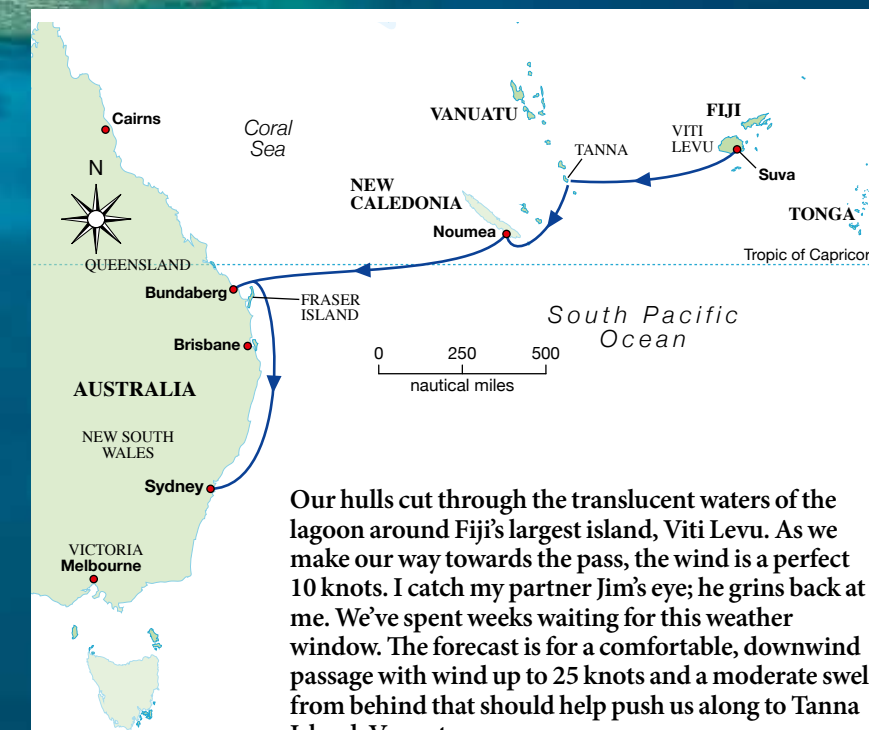 Cairns
Coral
Sea
VANUATU
FIJI
VITI
LEVU
TANNA
Suva
N
NEW
CALEDONIA
TONGA
Noumea
Tropic of Capricor
QUEENSLAND
Bundaberg
FRASER
ISLAND
South Pacific
Ocean
Brisbane
0 250 500
nautical miles
AUSTRALIA
NEW SOUTH
WALES
Sydney
VICTORIA
Melbourne
Our hulls cut through the translucent waters of the
lagoon around Fiji's largest island, Viti Levu. As we
make our way towards the pass, the wind is a perfect
10 knots. I catch my partner Jim's eye; he grins back at
me. We've spent weeks waiting for this weather
window. The forecast is for a comfortable, downwind
passage with wind up to 25 knots and a moderate swel
from behind that should help push us along to Tanna